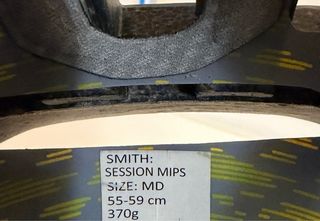 SMITH:
SESSION MIPS
SIZE: MD
55-59 cm
370g